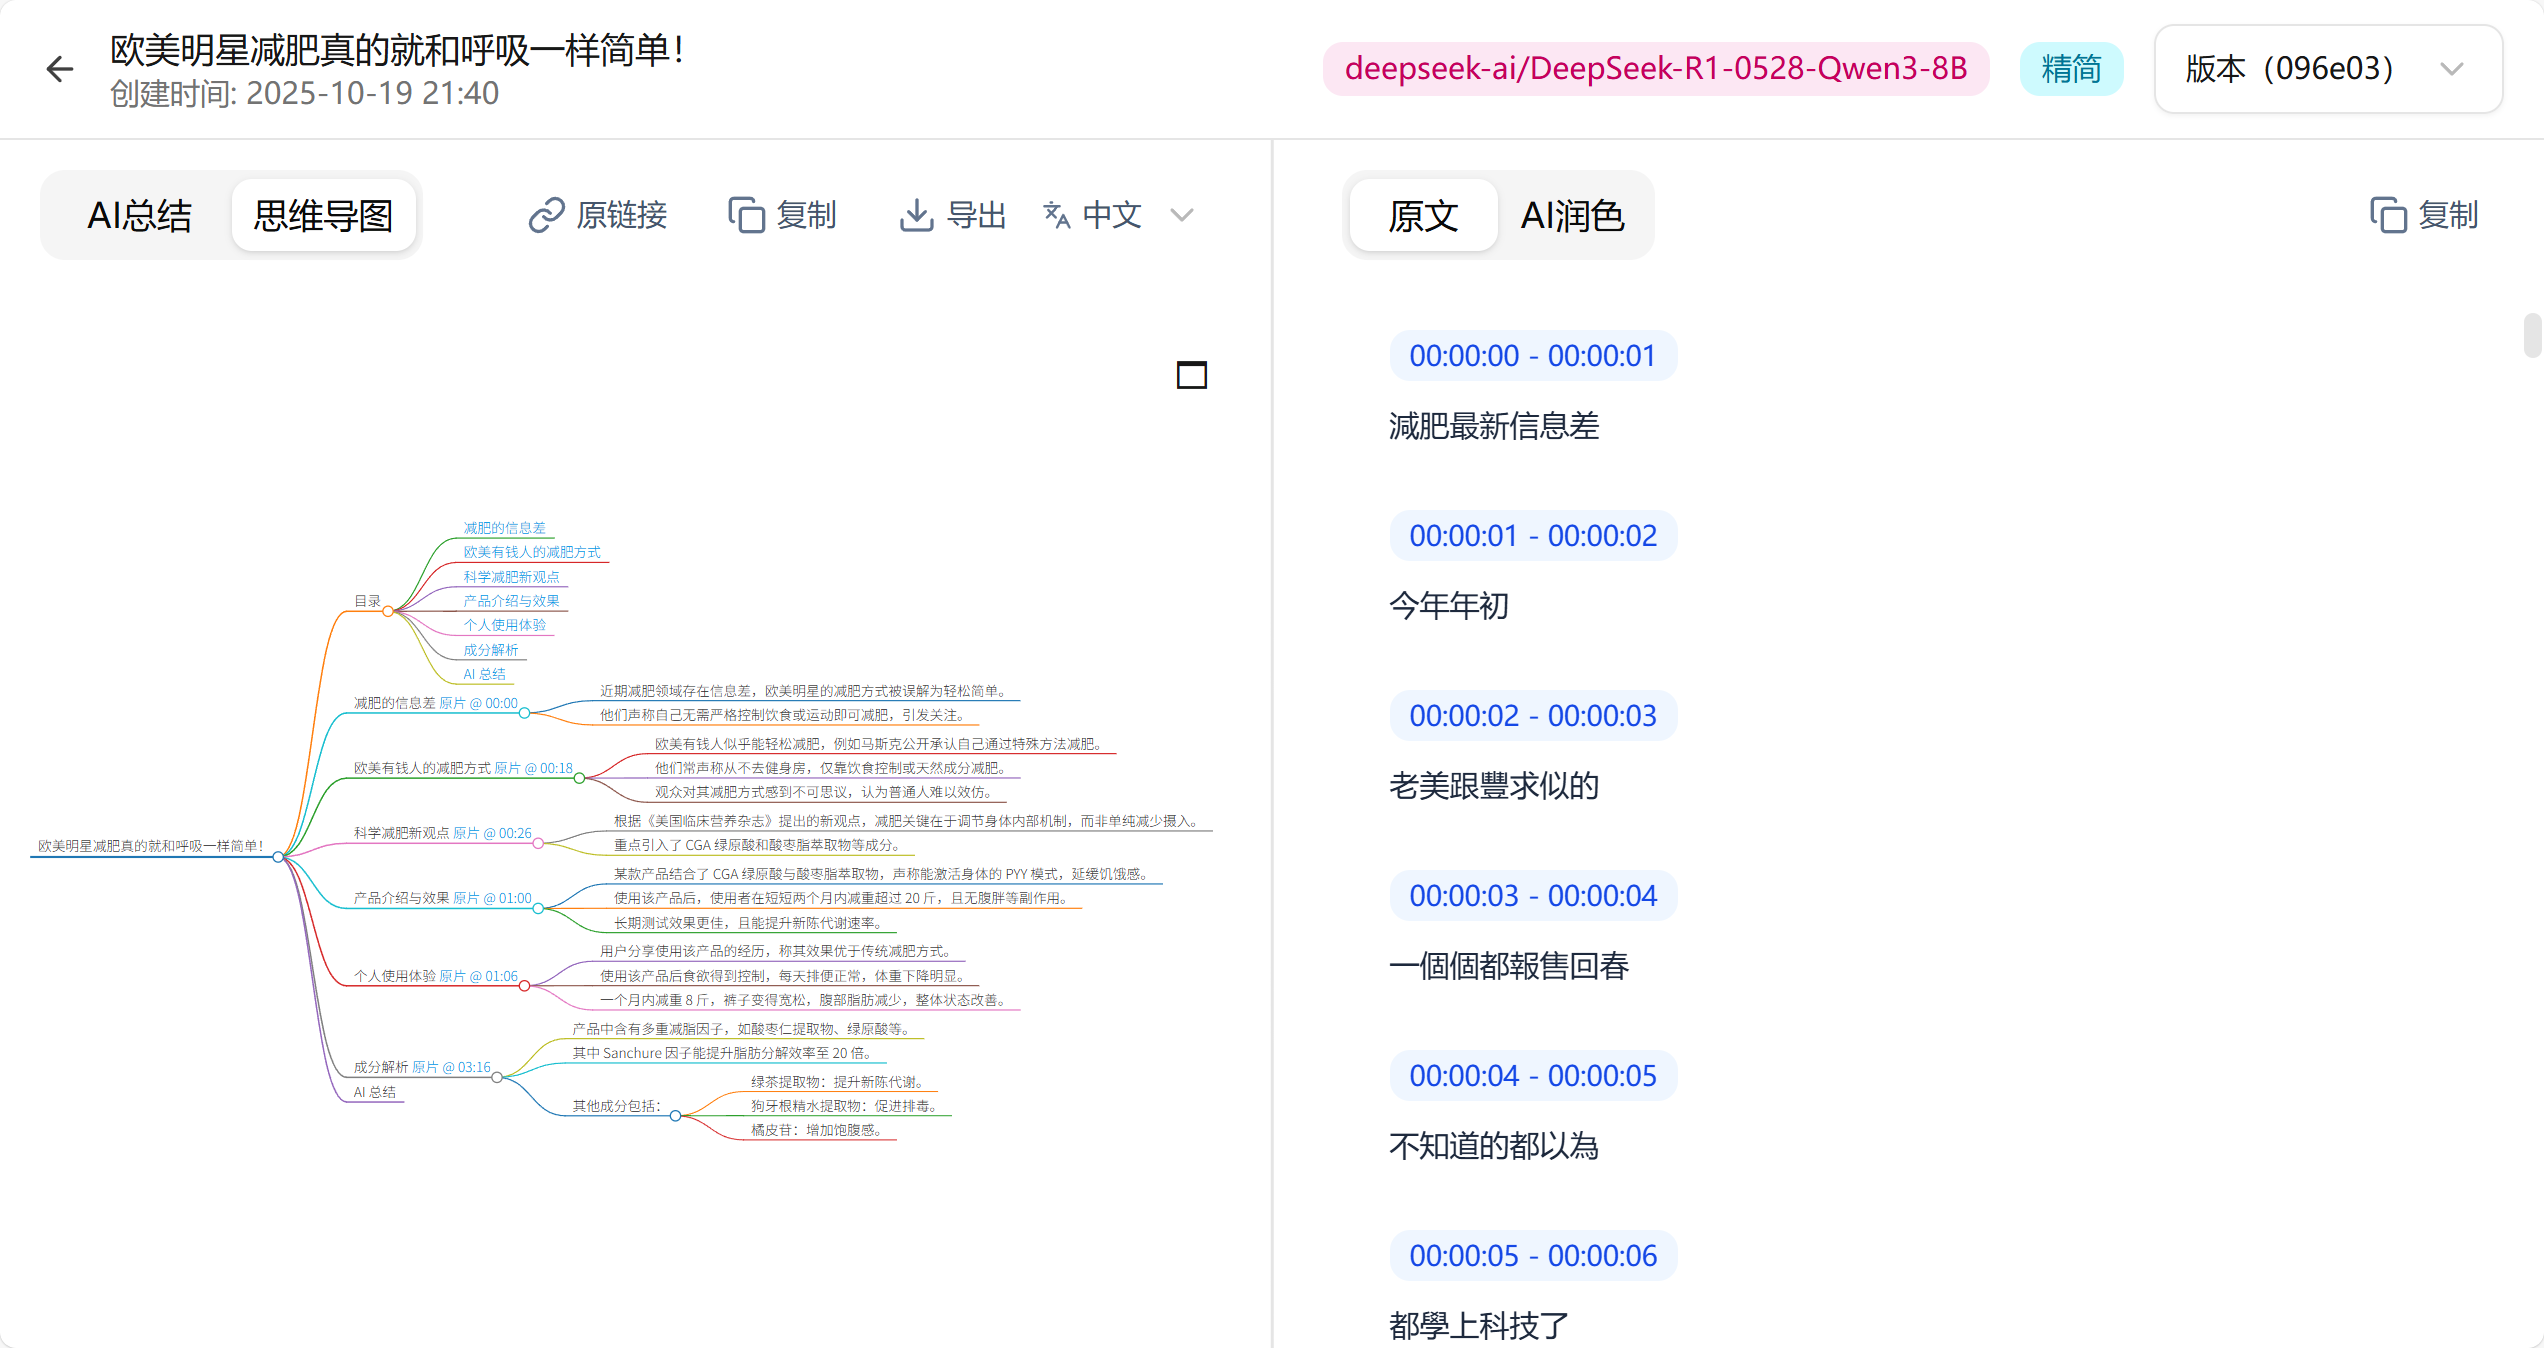 欧美明星减肥真的就和呼吸一样简单！
创建时间: 2025-10-19 21:40
deepseek-ai/DeepSeek-R1-0528-Qwen3-8B
精简
版本（096e03）
AI总结
思维导图
原链接
复制
导出
中文
原文
AI润色
复制
欧美明星减肥真的就和呼吸一样简单！
目录
减肥的信息差
欧美有钱人的减肥方式
科学减肥新观点
产品介绍与效果
个人使用体验
成分解析
AI 总结
减肥的信息差 原片 @ 00:00
近期减肥领域存在信息差，欧美明星的减肥方式被误解为轻松简单。
他们声称自己无需严格控制饮食或运动即可减肥，引发关注。
欧美有钱人的减肥方式 原片 @ 00:18
欧美有钱人似乎能轻松减肥，例如马斯克公开承认自己通过特殊方法减肥。
他们常声称从不去健身房，仅靠饮食控制或天然成分减肥。
观众对其减肥方式感到不可思议，认为普通人难以效仿。
科学减肥新观点 原片 @ 00:26
根据《美国临床营养杂志》提出的新观点，减肥关键在于调节身体内部机制，而非单纯减少摄入。
重点引入了 CGA 绿原酸和酸枣脂萃取物等成分。
产品介绍与效果 原片 @ 01:00
某款产品结合了 CGA 绿原酸与酸枣脂萃取物，声称能激活身体的 PYY 模式，延缓饥饿感。
使用该产品后，使用者在短短两个月内减重超过 20 斤，且无腹胖等副作用。
长期测试效果更佳，且能提升新陈代谢速率。
个人使用体验 原片 @ 01:06
用户分享使用该产品的经历，称其效果优于传统减肥方式。
使用该产品后食欲得到控制，每天排便正常，体重下降明显。
一个月内减重 8 斤，裤子变得宽松，腹部脂肪减少，整体状态改善。
成分解析 原片 @ 03:16
产品中含有多重减脂因子，如酸枣仁提取物、绿原酸等。
其中 Sanchure 因子能提升脂肪分解效率至 20 倍。
其他成分包括：
绿茶提取物：提升新陈代谢。
狗牙根精水提取物：促进排毒。
橘皮苷：增加饱腹感。
AI 总结
00:00:00 - 00:00:01
減肥最新信息差
00:00:01 - 00:00:02
今年年初
00:00:02 - 00:00:03
老美跟豐求似的
00:00:03 - 00:00:04
一個個都報售回春
00:00:04 - 00:00:05
不知道的都以為
00:00:05 - 00:00:06
都學上科技了